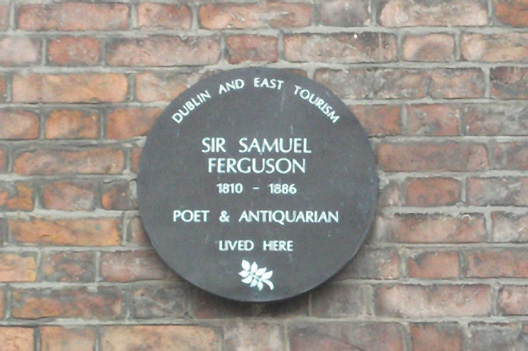 DUBLIN AND EAST TOURISM
SIR SAMUEL
FERGUSON
1810 - 1886
POET & ANTIQUARIAN
LIVED HERE